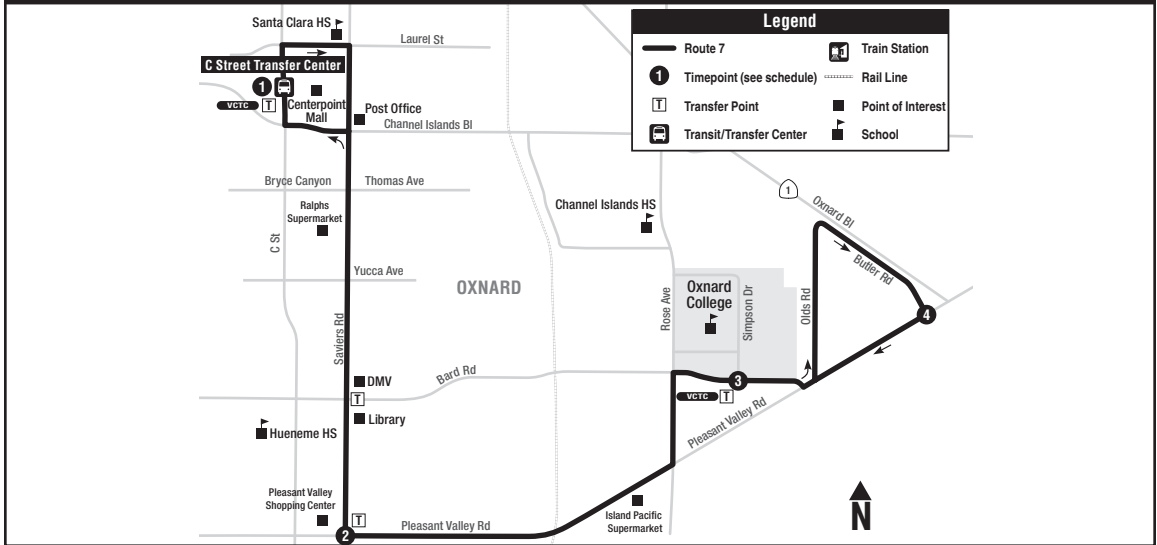 Santa Clara HS
Laurel St
C Street Transfer Center
1
VCTC
T
Centerpoint
Mall
Post Office
Channel Islands Bl
Bryce Canyon
Thomas Ave
Ralphs
Supermarket
C St
Yucca Ave
OXNARD
Saviers Rd
DMV
T
Bard Rd
Library
Hueneme HS
Pleasant Valley
Shopping Center
T
2
Pleasant Valley Rd
Channel Islands HS
Rose Ave
Oxnard
College
Simpson Dr
3
VCTC
T
Pleasant Valley Rd
Island Pacific
Supermarket
Olds Rd
1
Oxnard Bl
Butler Rd
4
N
Legend
Route 7
Train Station
1
Timepoint (see schedule)
Rail Line
T
Transfer Point
Point of Interest
Transit/Transfer Center
School